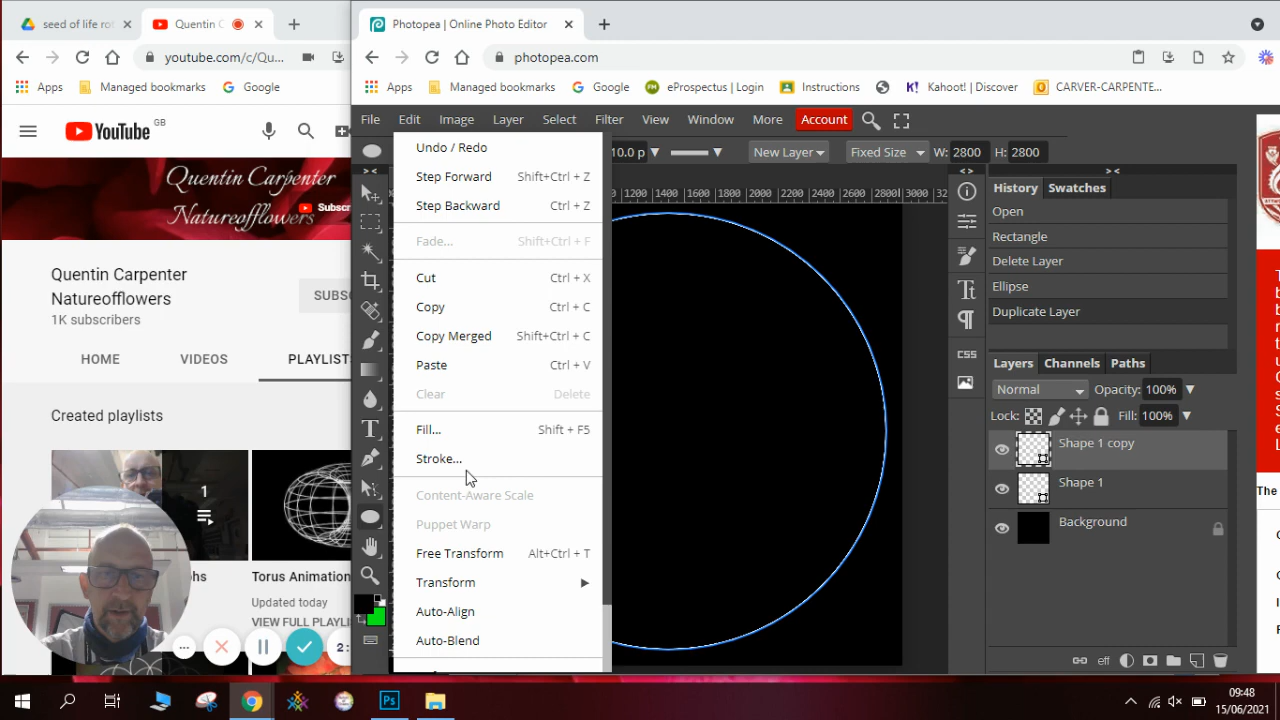 seed of life rot
Quentin C
Photopea | Online Photo Editor
youtube.com/c/Qu...
photopea.com
Apps
Managed bookmarks
Google
Apps
Managed bookmarks
Google
eProspectus | Login
Instructions
Kahoot! | Discover
CARVER-CARPENTE...
YouTube GB
File Edit Image Layer Select Filter View Window More Account
10.0 p
New Layer
Fixed Size
W: 2800
H: 2800
1200 1400 1600 1800 2000 2200 2400 2600 2800
Quentin Carpenter
Natureofflowers
Subscr
Quentin Carpenter
Natureofflowers
1K subscribers
SUBS
HOME VIDEOS PLAYLIST
Created playlists
1
Torus Animation
Updated today
VIEW FULL PLAYLI
Undo / Redo
Step Forward Shift+Ctrl + Z
Step Backward Ctrl + Z
Fade... Shift+Ctrl + F
Cut Ctrl + X
Copy Ctrl + C
Copy Merged Shift+Ctrl + C
Paste Ctrl + V
Clear Delete
Fill... Shift + F5
Stroke...
Content-Aware Scale
Puppet Warp
Free Transform Alt+Ctrl + T
Transform
Auto-Align
Auto-Blend
History Swatches
Open
Rectangle
Delete Layer
Ellipse
Duplicate Layer
CSS
Layers Channels Paths
Normal
Opacity: 100%
Lock:
Fill: 100%
Shape 1 copy
Shape 1
Background
eff
The
09:48
15/06/2021